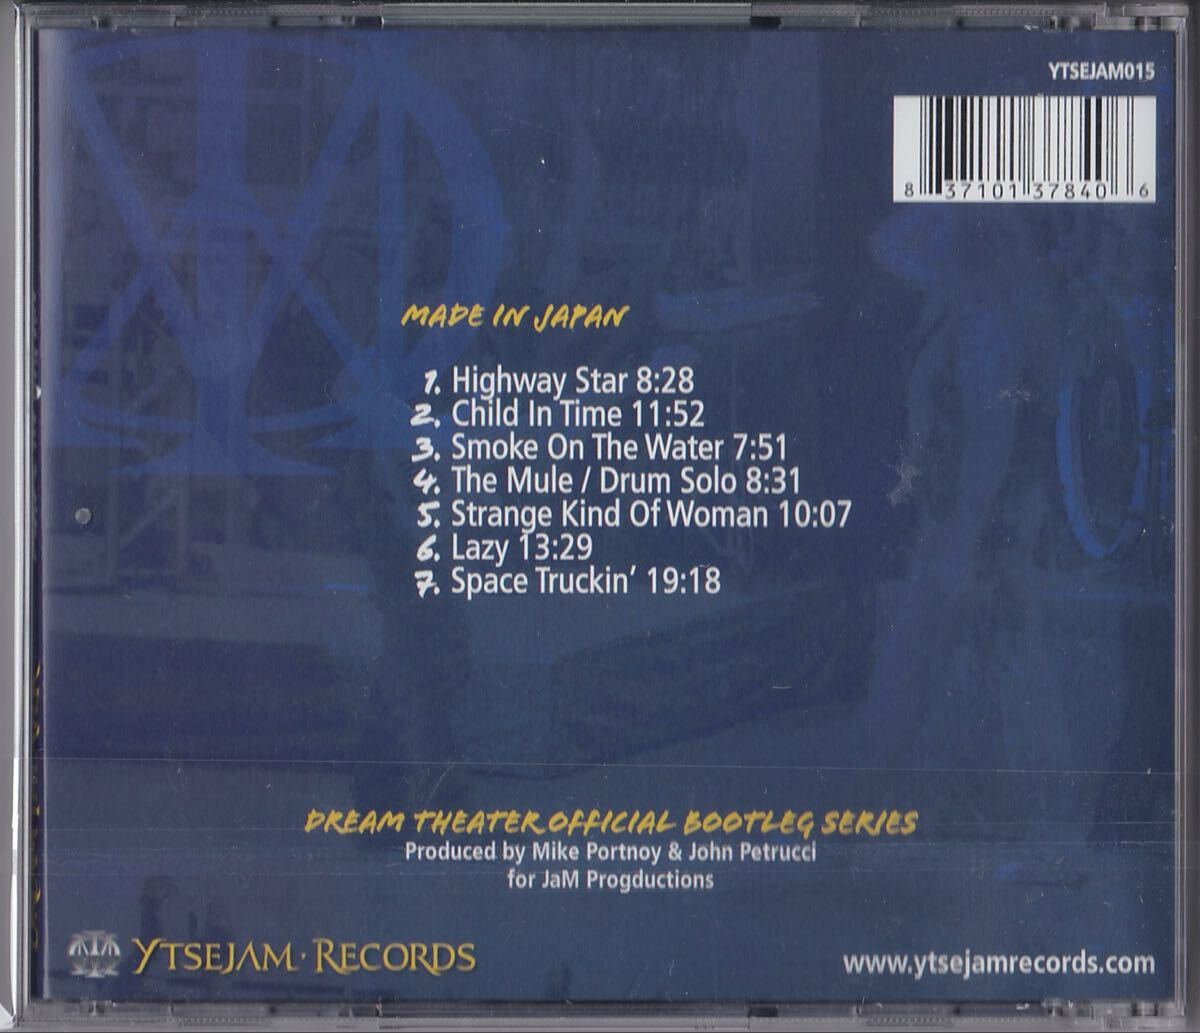 YTSEJAM015
8 37101 37840 6
MADE IN JAPAN
1. Highway Star 8:28
2. Child In Time 11:52
3. Smoke On The Water 7:51
4. The Mule / Drum Solo 8:31
5. Strange Kind Of Woman 10:07
6. Lazy 13:29
7. Space Truckin' 19:18
DREAM THEATER OFFICIAL BOOTLEG SERIES
Produced by Mike Portnoy & John Petrucci
for JaM Progductions
YTSEJAM · RECORDS
www.ytsejamrecords.com